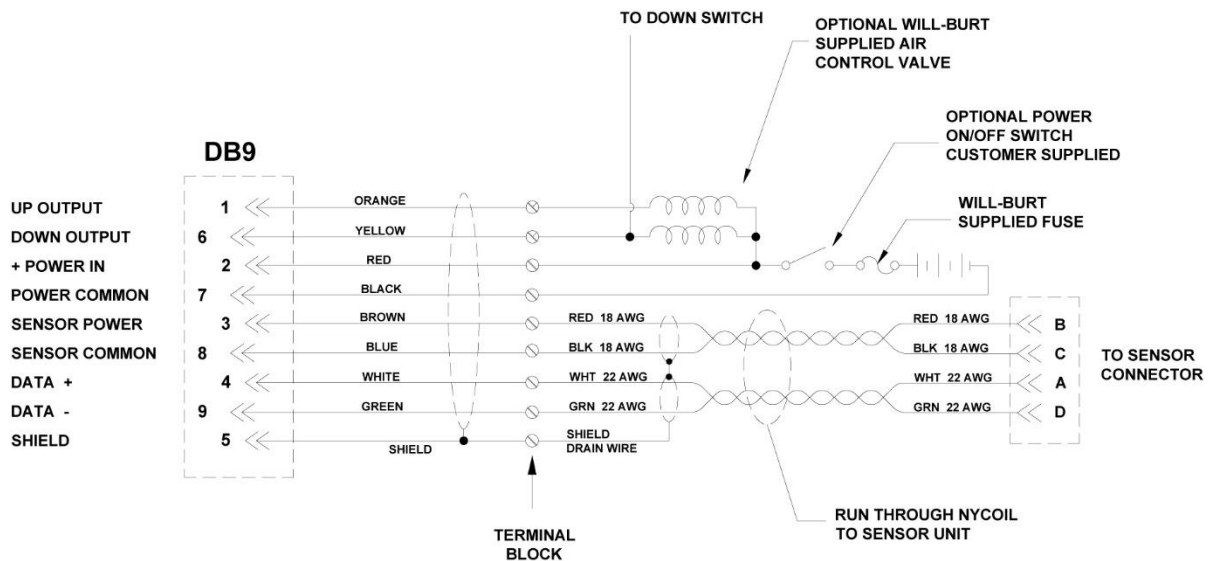 TO DOWN SWITCH
OPTIONAL WILL-BURT
SUPPLIED AIR
CONTROL VALVE
OPTIONAL POWER
ON/OFF SWITCH
CUSTOMER SUPPLIED
WILL-BURT
SUPPLIED FUSE
DB9
UP OUTPUT 1 ORANGE
DOWN OUTPUT 6 YELLOW
+ POWER IN 2 RED
POWER COMMON 7 BLACK
SENSOR POWER 3 BROWN RED 18 AWG RED 18 AWG B
SENSOR COMMON 8 BLUE BLK 18 AWG BLK 18 AWG C
DATA + 4 WHITE WHT 22 AWG WHT 22 AWG A
DATA - 9 GREEN GRN 22 AWG GRN 22 AWG D
SHIELD 5 SHIELD
SHIELD
DRAIN WIRE
TO SENSOR
CONNECTOR
TERMINAL
BLOCK
RUN THROUGH NYCOIL
TO SENSOR UNIT